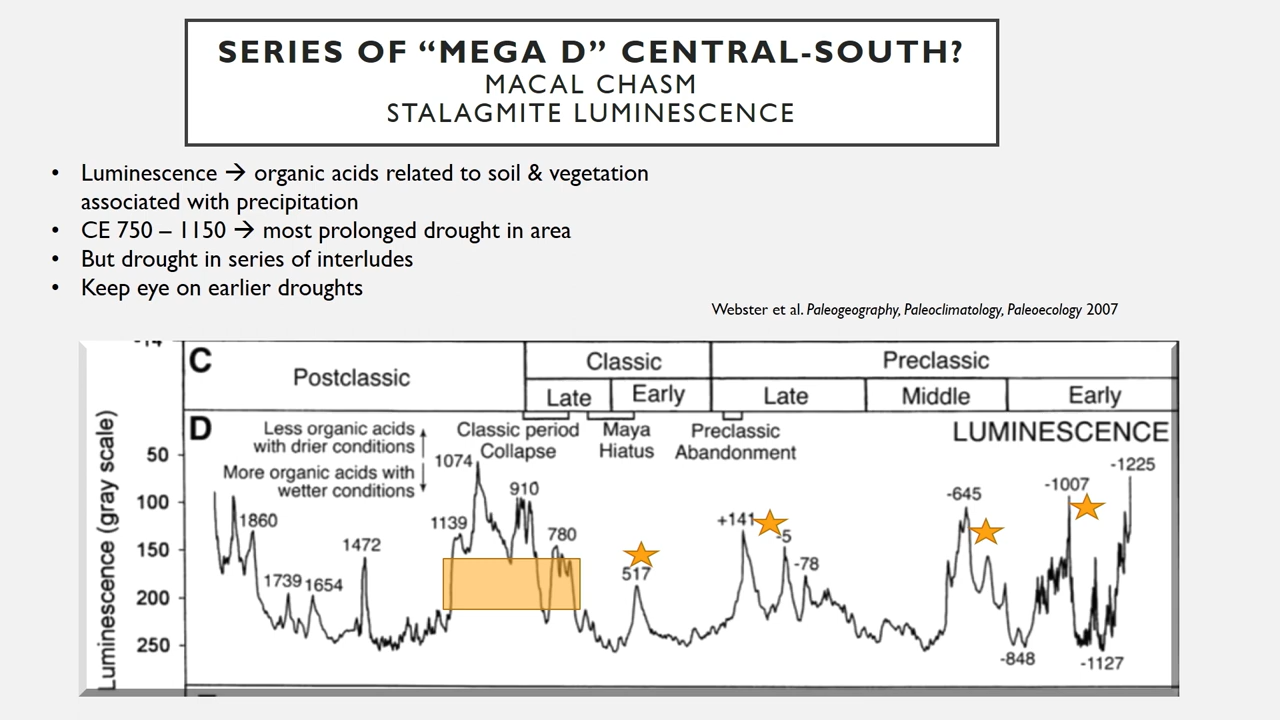 SERIES OF “MEGA D” CENTRAL-SOUTH?
MACAL CHASM
STALAGMITE LUMINESCENCE
• Luminescence → organic acids related to soil & vegetation
associated with precipitation
• CE 750 – 1150 → most prolonged drought in area
• But drought in series of interludes
• Keep eye on earlier droughts
Webster et al. Paleogeography, Paleoclimatology, Paleoecology 2007
-14
C
Postclassic
Classic
Preclassic
Late
Early
Late
Middle
Early
D
Less organic acids
with drier conditions
More organic acids with
wetter conditions
Classic period
Collapse
Maya
Hiatus
Preclassic
Abandonment
LUMINESCENCE
Luminescence (gray scale)
50
100
150
200
250
1860
1739
1654
1472
1139
1074
910
780
517
+141
-5
-78
-645
-848
-1007
-1127
-1225